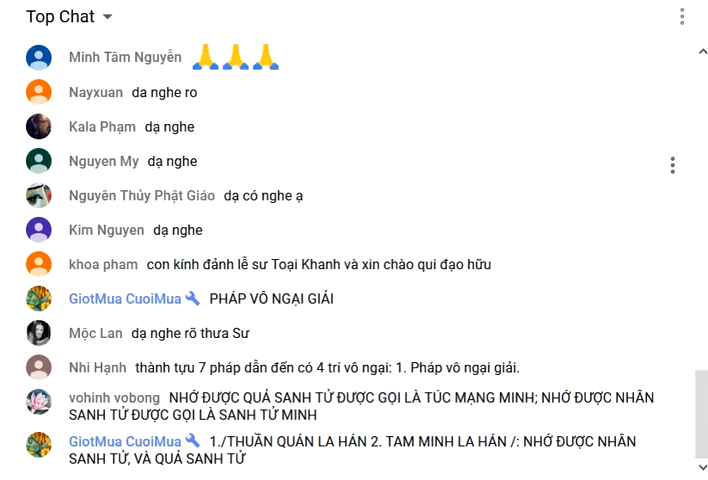 Top Chat
Minh Tâm Nguyễn 🙏🙏🙏
Nayxuan da nghe ro
Kala Phạm dạ nghe
Nguyen My dạ nghe
Nguyên Thủy Phật Giáo dạ có nghe ạ
Kim Nguyen dạ nghe
khoa pham con kính đảnh lễ sư Toại Khanh và xin chào qui đạo hữu
GiotMua CuoiMua PHÁP VÔ NGẠI GIẢI
Mộc Lan dạ nghe rõ thưa Sư
Nhi Hạnh thành tựu 7 pháp dẫn đến có 4 trí vô ngại: 1. Pháp vô ngại giải.
vohinh vobong NHỚ ĐƯỢC QUẢ SANH TỬ ĐƯỢC GỌI LÀ TÚC MẠNG MINH; NHỚ ĐƯỢC NHÂN
SANH TỬ ĐƯỢC GỌI LÀ SANH TỬ MINH
GiotMua CuoiMua 1./THUẦN QUÁN LA HÁN 2. TAM MINH LA HÁN /: NHỚ ĐƯỢC NHÂN
SANH TỬ, VÀ QUẢ SANH TỬ